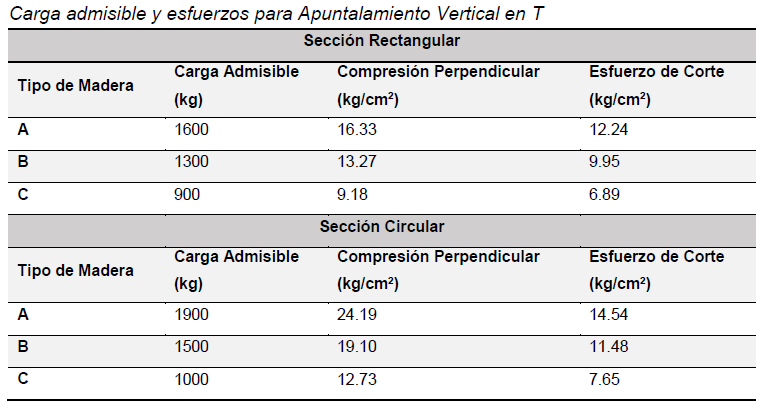 Carga admisible y esfuerzos para Apuntalamiento Vertical en T
Sección Rectangular
Tipo de Madera Carga Admisible (kg) Compresión Perpendicular (kg/cm²) Esfuerzo de Corte (kg/cm²)
A 1600 16.33 12.24
B 1300 13.27 9.95
C 900 9.18 6.89
Sección Circular
Tipo de Madera Carga Admisible (kg) Compresión Perpendicular (kg/cm²) Esfuerzo de Corte (kg/cm²)
A 1900 24.19 14.54
B 1500 19.10 11.48
C 1000 12.73 7.65